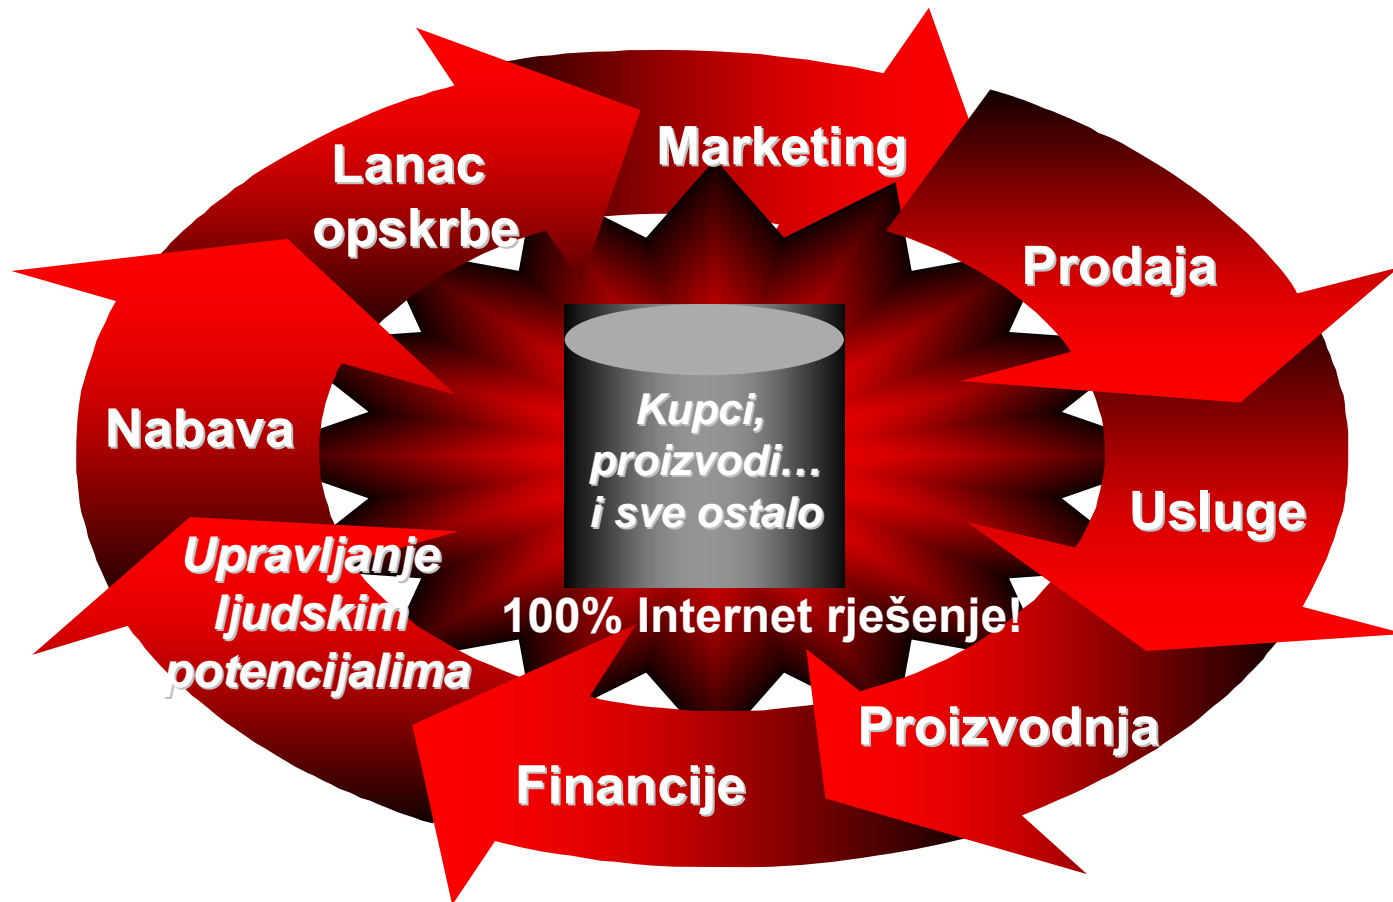 Marketing
Lanac
opskrbe
Prodaja
Kupci,
proizvodi...
i sve ostalo
Nabava
Usluge
Upravljanje
ljudskim
potencijalima
100% Internet rješenje!
Proizvodnja
Financije